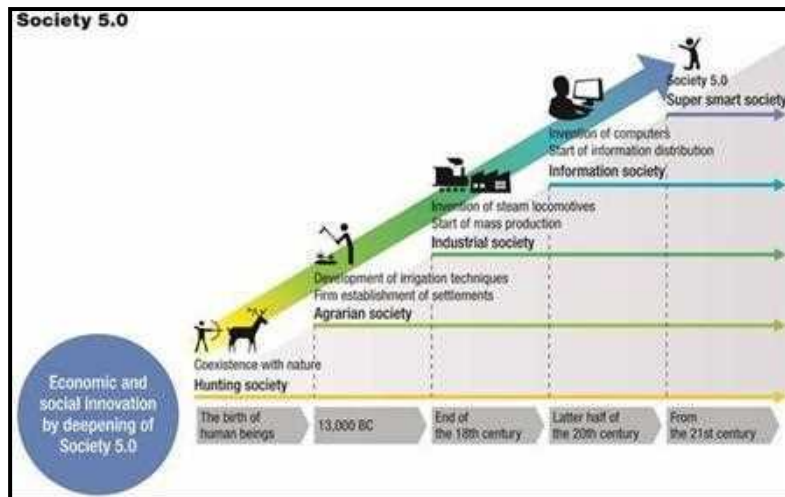 Society 5.0
Society 5.0
Super smart society
Invention of computers
Start of information distribution
Information society
Invention of steam locomotives
Start of mass production
Industrial society
Development of irrigation techniques
Firm establishment of settlements
Agrarian society
Coexistence with nature
Hunting society
Economic and
social innovation
by deepening of
Society 5.0
The birth of
human beings
13,000 BC
End of
the 18th century
Latter half of
the 20th century
From
the 21st century